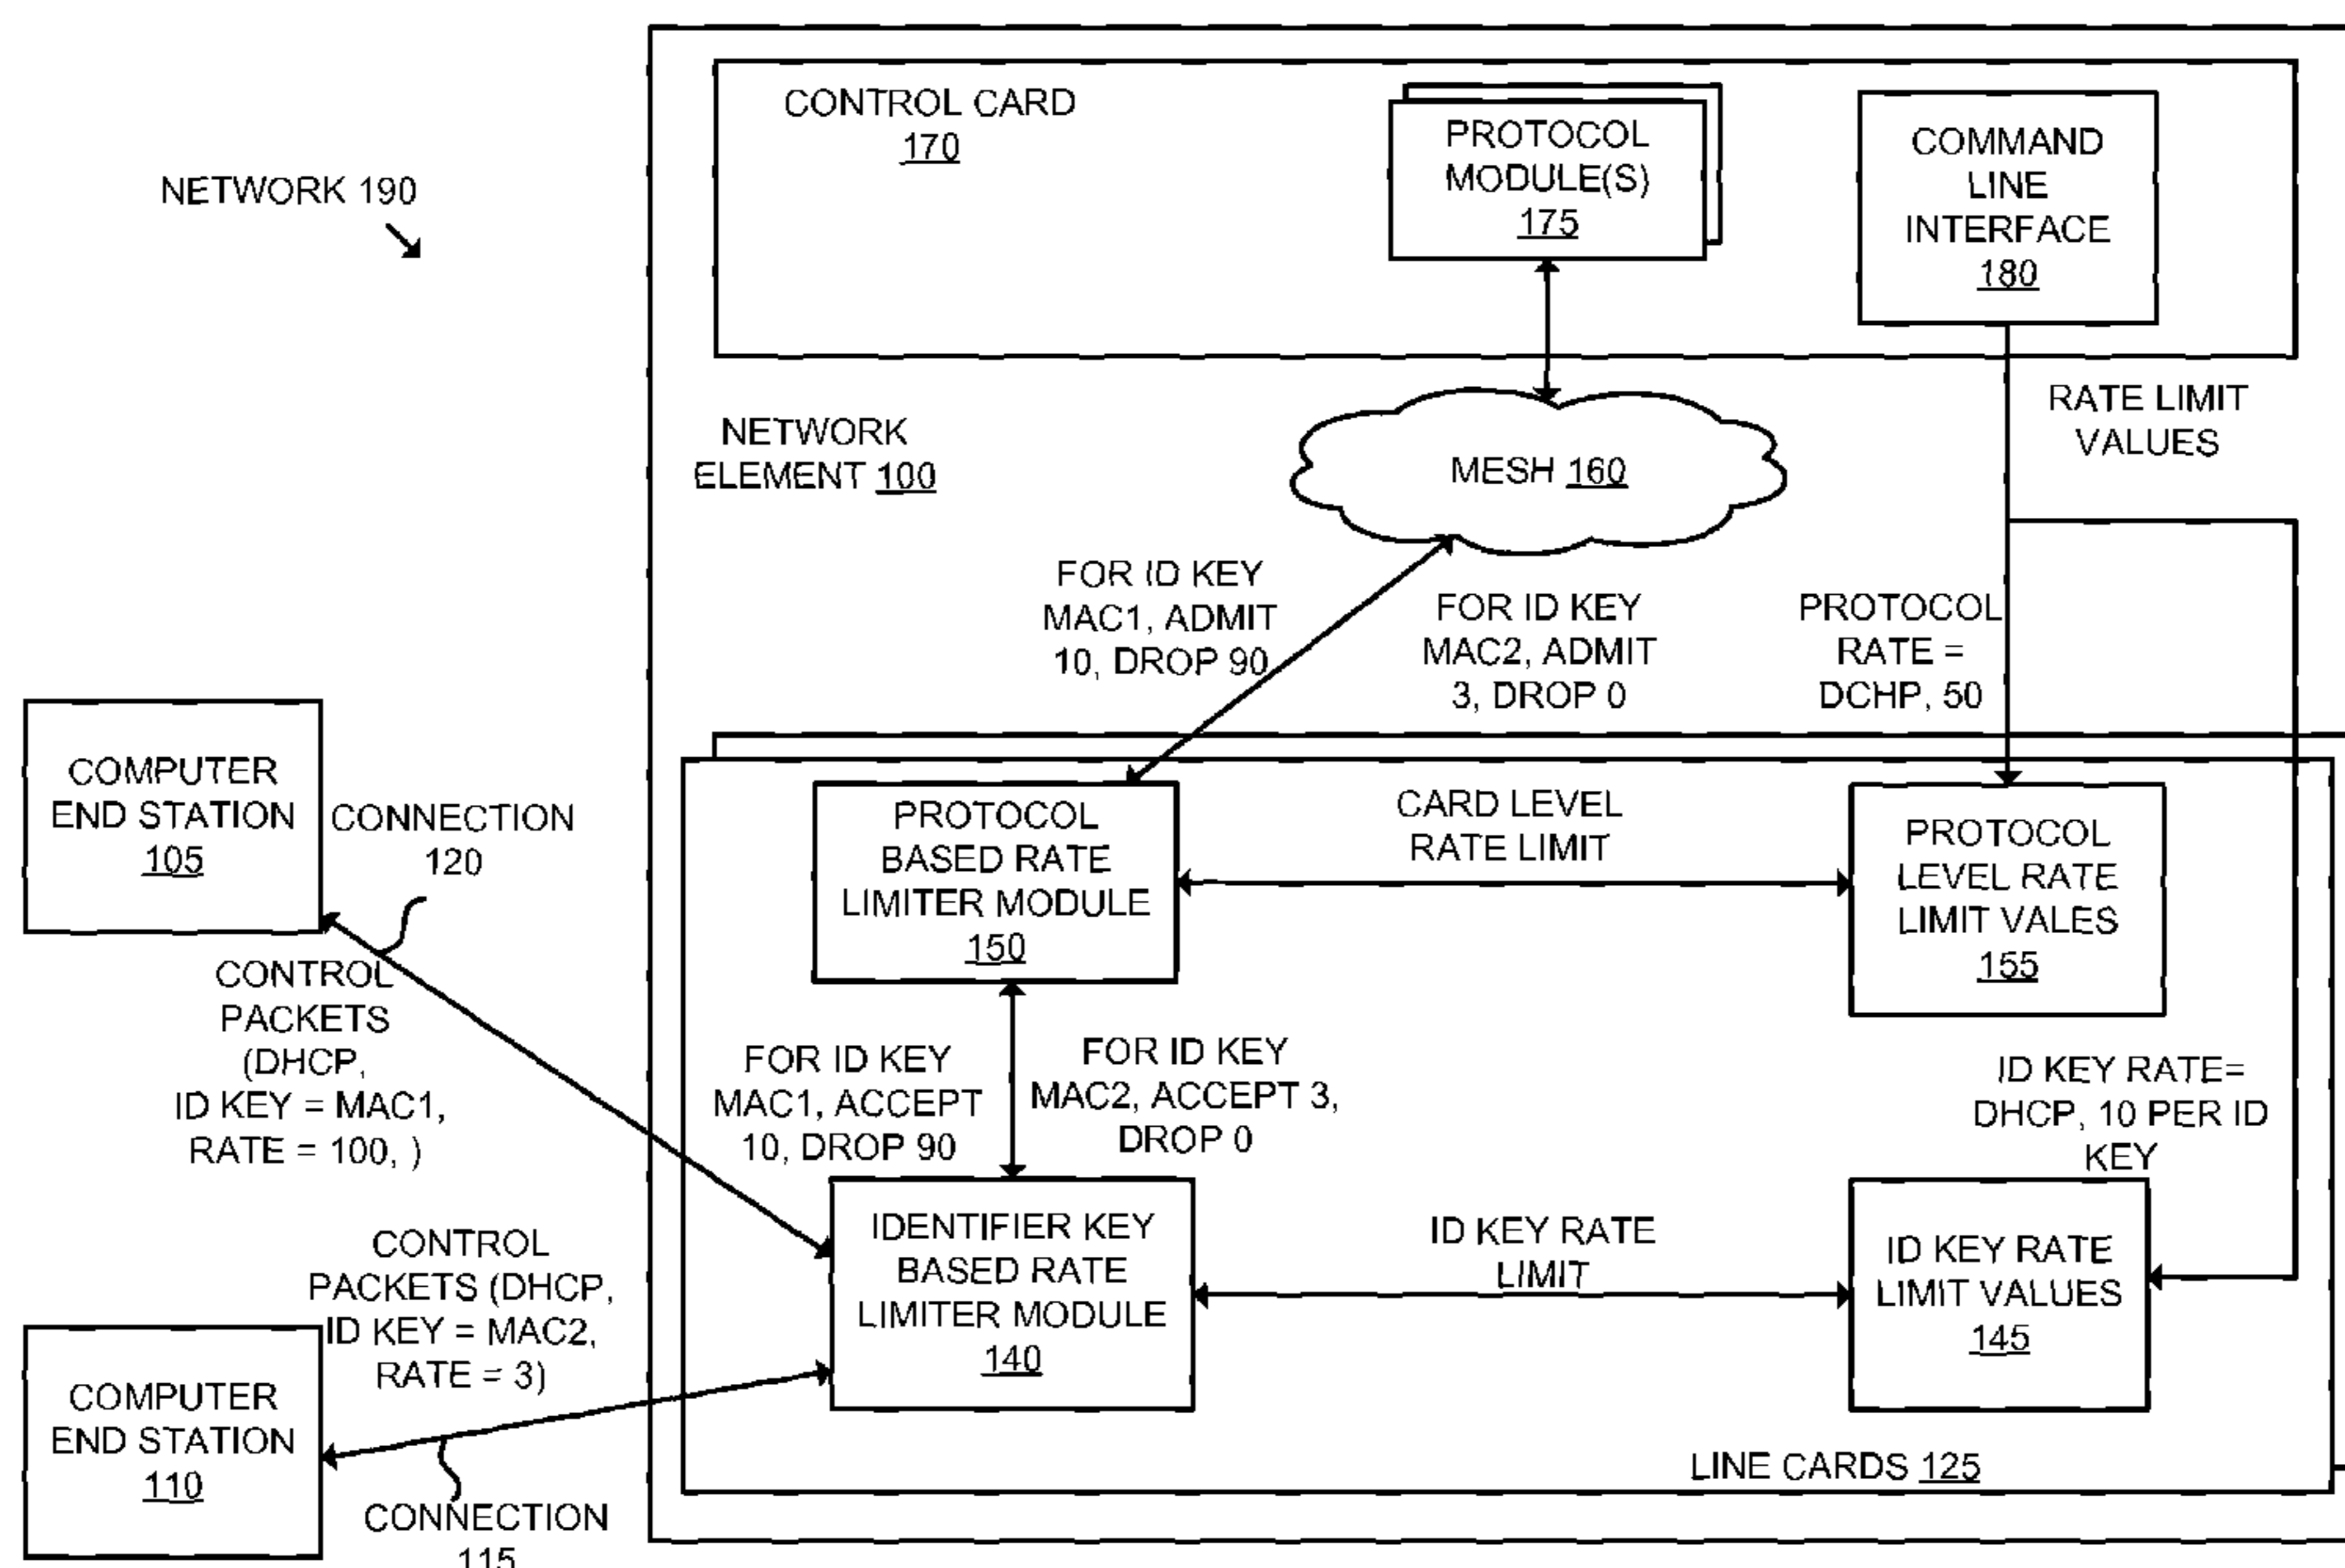 CONTROL CARD
170
PROTOCOL
MODULE(S)
175
COMMAND
LINE
INTERFACE
180
NETWORK 190
RATE LIMIT
VALUES
NETWORK
ELEMENT 100
MESH 160
FOR ID KEY
MAC1, ADMIT
10, DROP 90
FOR ID KEY
MAC2, ADMIT
3, DROP 0
PROTOCOL
RATE =
DCHP, 50
COMPUTER
END STATION
105
CONNECTION
120
PROTOCOL
BASED RATE
LIMITER MODULE
150
CARD LEVEL
RATE LIMIT
PROTOCOL
LEVEL RATE
LIMIT VALES
155
CONTROL
PACKETS
(DHCP,
ID KEY = MAC1,
RATE = 100, )
FOR ID KEY
MAC1, ACCEPT
10, DROP 90
FOR ID KEY
MAC2, ACCEPT 3,
DROP 0
ID KEY RATE=
DHCP, 10 PER ID
KEY
CONTROL
PACKETS (DHCP,
ID KEY = MAC2,
RATE = 3)
IDENTIFIER KEY
BASED RATE
LIMITER MODULE
140
ID KEY RATE
LIMIT
ID KEY RATE
LIMIT VALUES
145
COMPUTER
END STATION
110
CONNECTION
115
LINE CARDS 125